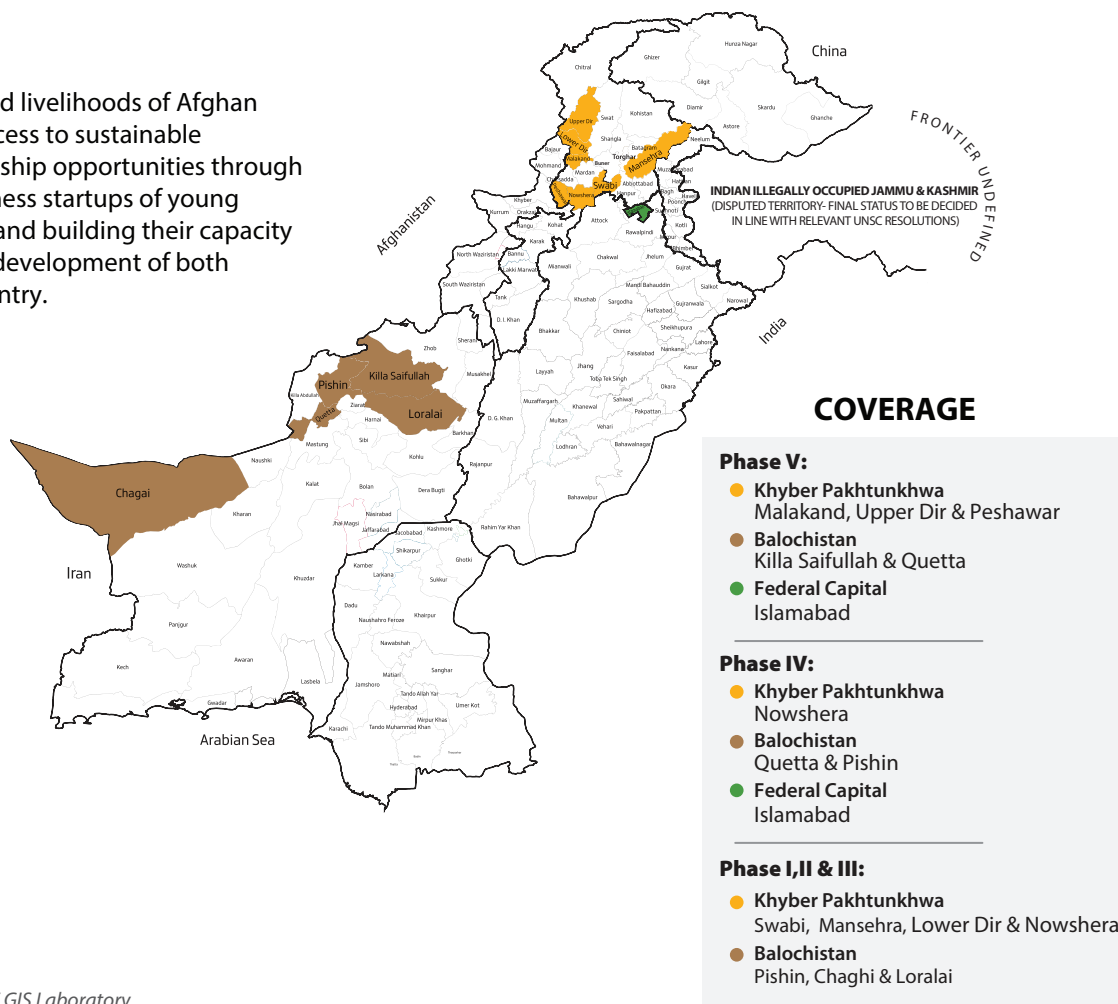 d livelihoods of Afghan
cess to sustainable
ship opportunities through
ness startups of young
and building their capacity
development of both
ntry.
China
Hunza Nagar
Ghizer
Chitral
Gilgit
Skardu
Diamir
Ghanche
Astore
Upper Dir
Swat
Kohistan
Lower Dir
Shangla
Neelum
Bajaur
Batagram
Malakand
Buner
Torghar
Mansehra
Mohmand
Mardan
Swabi
Abbottabad
Nowshera
Khyber
Kurrum
Orakzai
Kohat
Attock
Rawalpindi
Kotli
Hangu
Karak
FRONTIER UNDEFINED
INDIAN ILLEGALLY OCCUPIED JAMMU & KASHMIR
(DISPUTED TERRITORY- FINAL STATUS TO BE DECIDED
IN LINE WITH RELEVANT UNSC RESOLUTIONS)
Afghanistan
North Waziristan
Bannu
Lakki Marwat
Mianwali
Chakwal
Jhelum
Gujrat
South Waziristan
Tank
Khushab
Mandi Bahauddin
Sialkot
Sargodha
Gujranwala
Narowal
Hafizabad
D. I. Khan
Bhakkar
Chiniot
Sheikhupura
India
Lahore
Nankana
Faisalabad
Kasur
Zhob
Sherani
Musakhel
Layyah
Jhang
Toba Tek Singh
Okara
Killa Saifullah
Pishin
Killa Abdullah
Quetta
Ziarat
Loralai
Harnai
Barkhan
Muzaffargarh
Khanewal
Sahiwal
Pakpattan
D. G. Khan
Multan
Vehari
Lodhran
Bahawalnagar
Mastung
Sibi
Kohlu
Rajanpur
Naushki
Chagai
Kalat
Bolan
Dera Bugti
Bahawalpur
Kharan
Nasirabad
Jhal Magsi
Jaffarabad
Jacobabad
Kashmore
Rahim Yar Khan
Shikarpur
Ghotki
Iran
Washuk
Khuzdar
Kamber
Larkana
Sukkur
Dadu
Khairpur
Naushahro Feroze
Panjgur
Nawabshah
Awaran
Kech
Lasbela
Gwadar
Matiari
Sanghar
Jamshoro
Tando Allah Yar
Hyderabad
Umer Kot
Mirpur Khas
Tando Muhammad Khan
Karachi
Arabian Sea
COVERAGE
Phase V:
Khyber Pakhtunkhwa
Malakand, Upper Dir & Peshawar
Balochistan
Killa Saifullah & Quetta
Federal Capital
Islamabad
Phase IV:
Khyber Pakhtunkhwa
Nowshera
Balochistan
Quetta & Pishin
Federal Capital
Islamabad
Phase I,II & III:
Khyber Pakhtunkhwa
Swabi, Mansehra, Lower Dir & Nowshera
Balochistan
Pishin, Chaghi & Loralai
GIS Laboratory